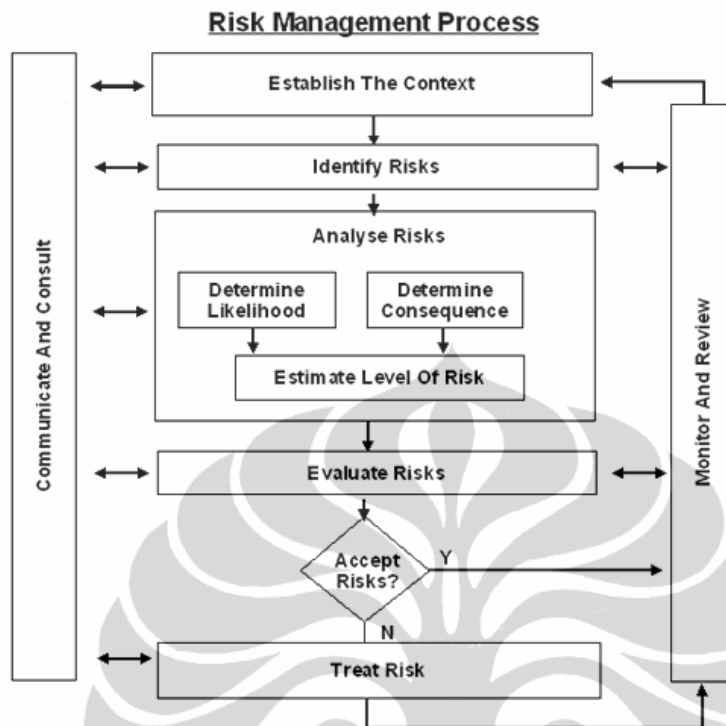 Risk Management Process
Establish The Context
Identify Risks
Analyse Risks
Determine
Likelihood
Determine
Consequence
Estimate Level Of Risk
Evaluate Risks
Accept
Risks?
Y
N
Treat Risk
Communicate And Consult
Monitor And Review